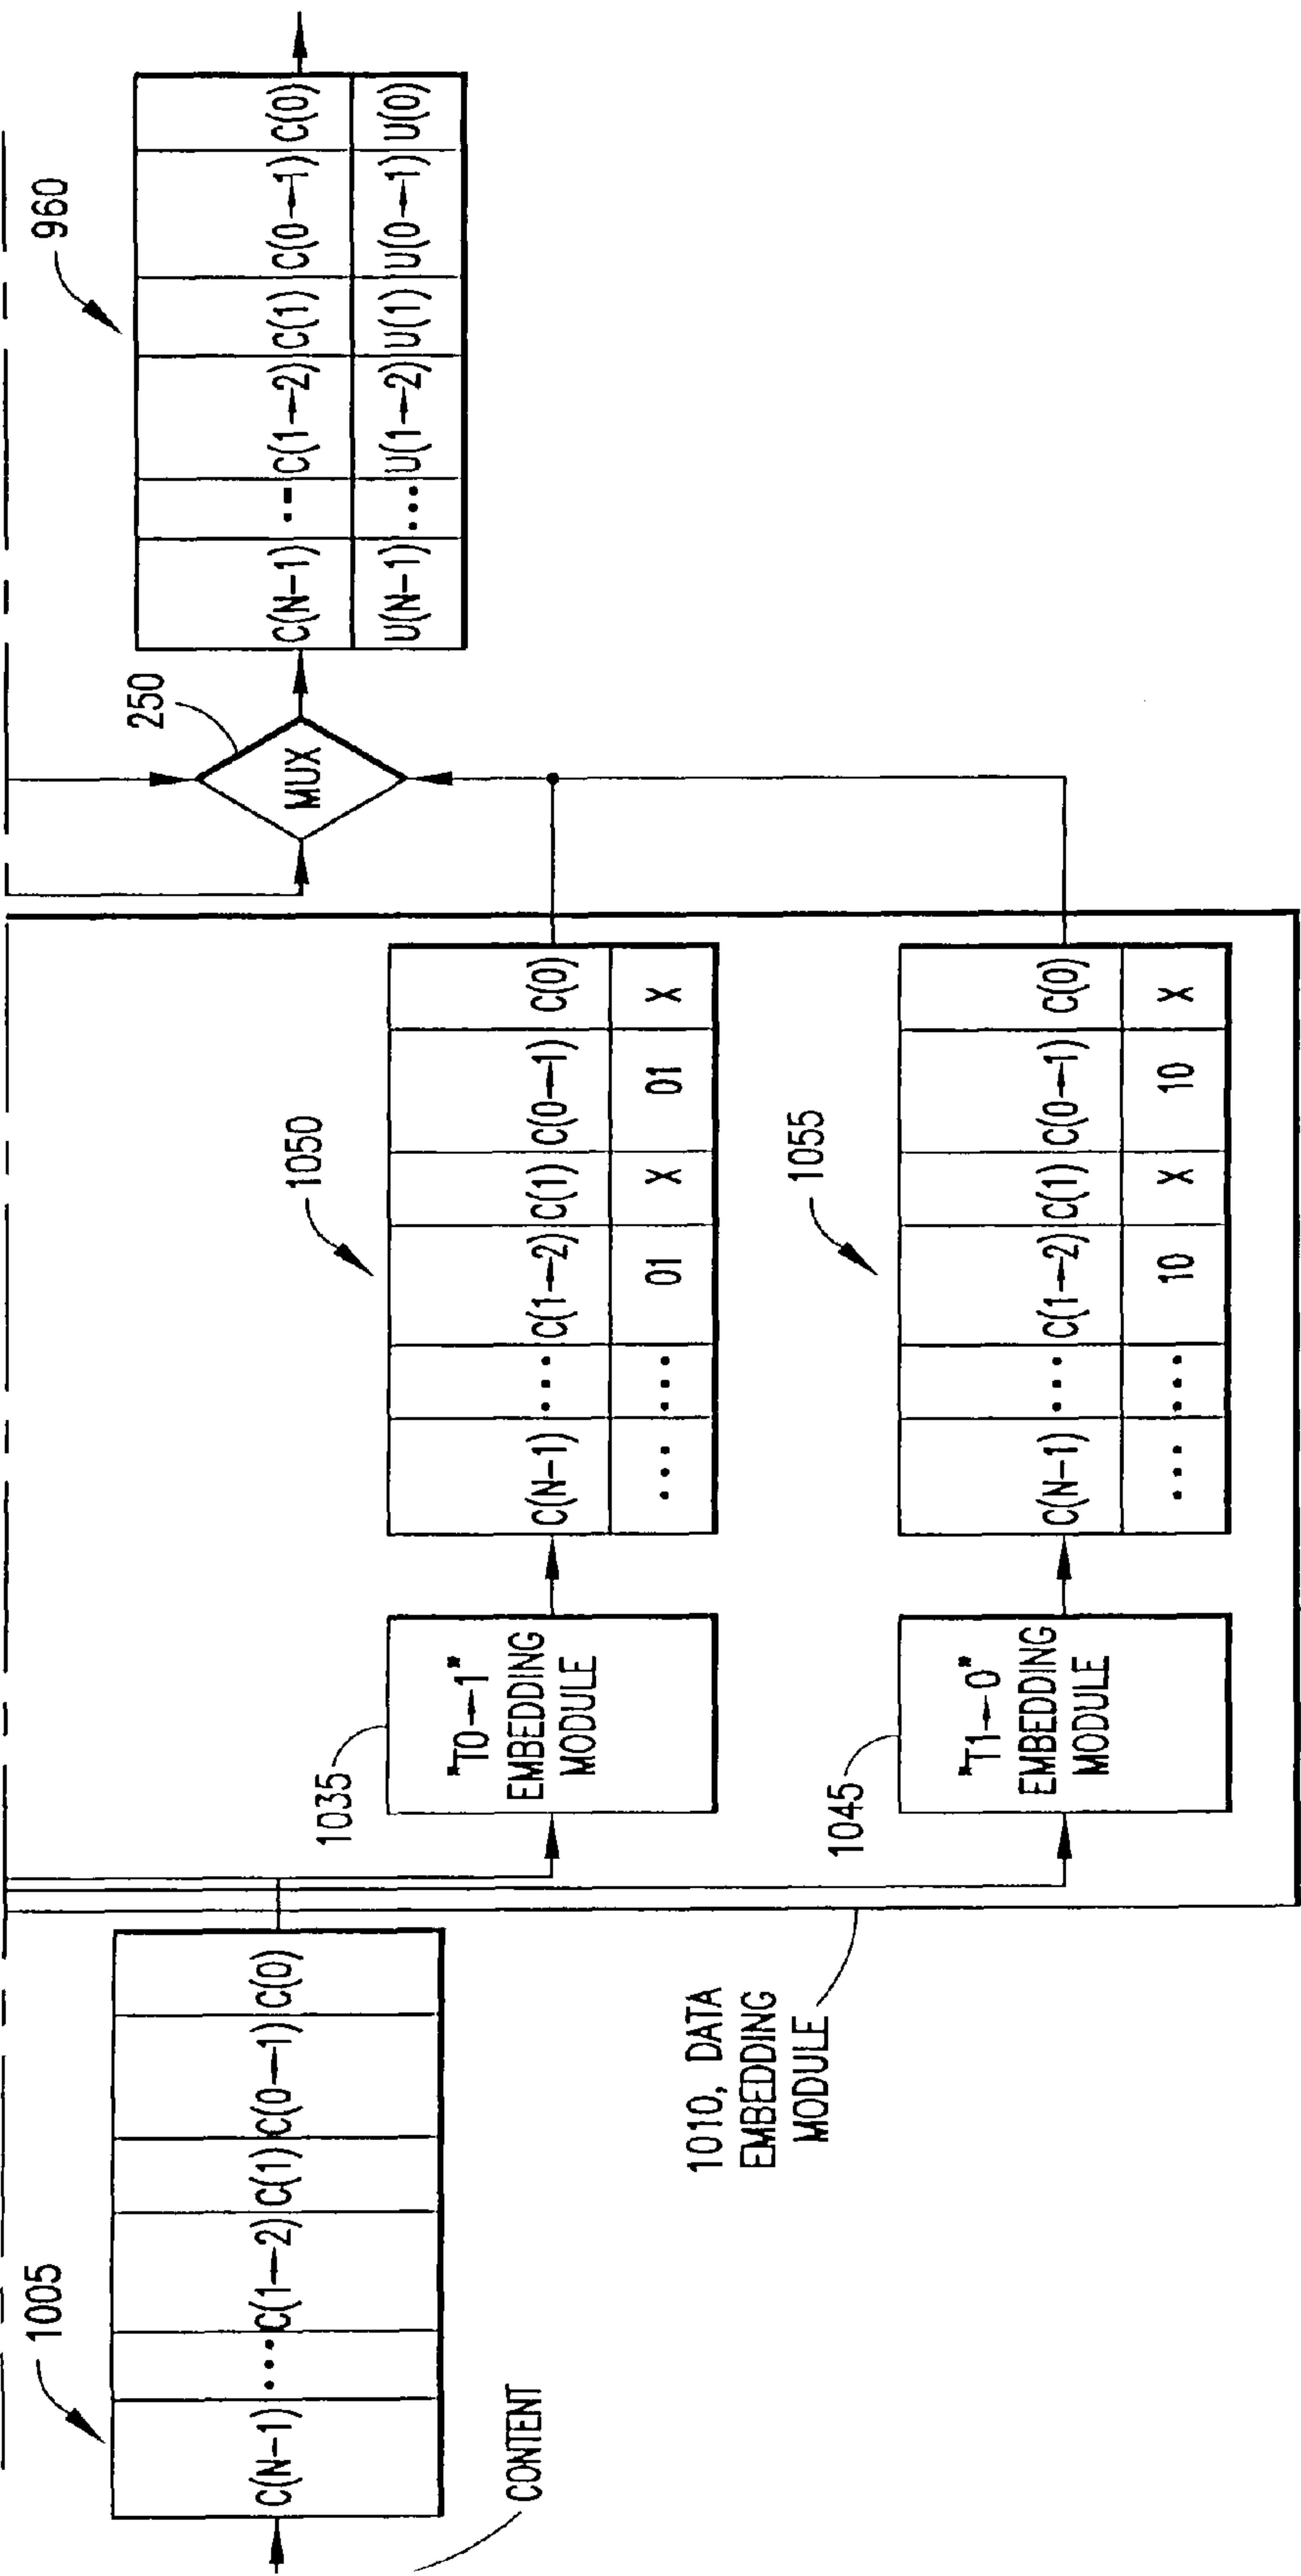 1005
C(N-1) ... C(1→2) C(1) C(0→1) C(0)
CONTENT
1010, DATA
EMBEDDING
MODULE
1035
"T0→1"
EMBEDDING
MODULE
1050
C(N-1) ... C(1→2) C(1) C(0→1) C(0)
... ... 01 X 01 X
1045
"T1→0"
EMBEDDING
MODULE
1055
C(N-1) ... C(1→2) C(1) C(0→1) C(0)
... ... 10 X 10 X
250
MUX
960
C(N-1) ... C(1→2) C(1) C(0→1) C(0)
U(N-1) ... U(1→2) U(1) U(0→1) U(0)